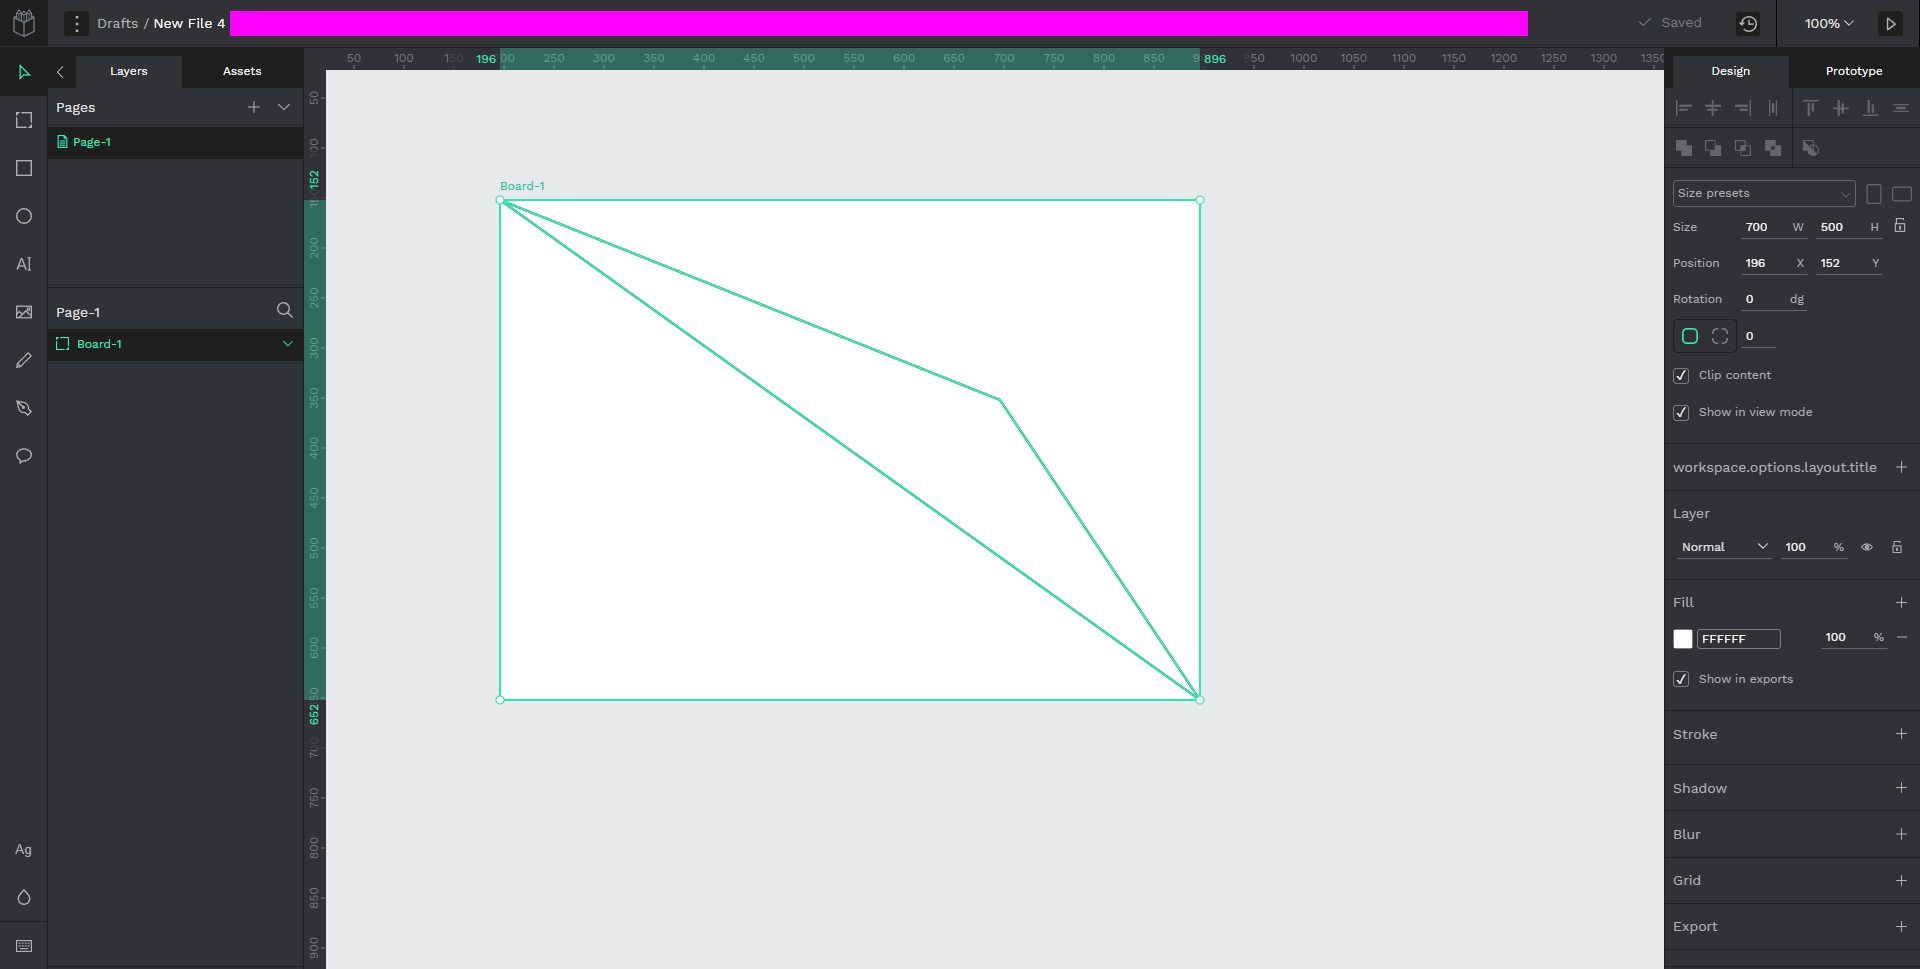 Drafts / New File 4
Saved
100%
Layers
Assets
Pages
Page-1
Page-1
Board-1
AI
Ag
50 100 196 250 300 350 400 450 500 550 600 650 700 750 800 850 896 1000 1050 1100 1150 1200 1250 1300 1350
50
152
200
250
300
350
400
450
500
550
600
652
750
800
850
900
Board-1
Design
Prototype
Size presets
Size 700 W 500 H
Position 196 X 152 Y
Rotation 0 dg
0
Clip content
Show in view mode
workspace.options.layout.title
Layer
Normal 100 %
Fill
FFFFFF 100 %
Show in exports
Stroke
Shadow
Blur
Grid
Export